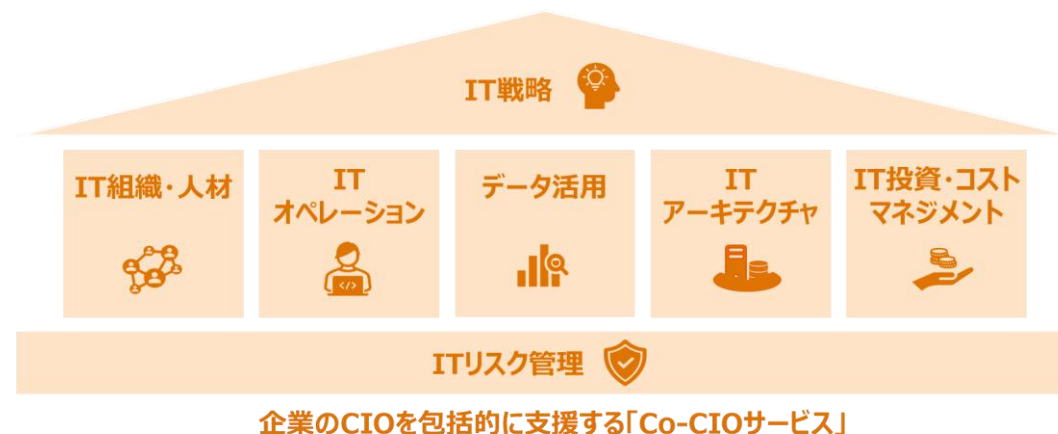 IT戦略
IT組織・人材
IT
オペレーション
データ活用
IT
アーキテクチャ
IT投資・コスト
マネジメント
ITリスク管理
企業のCIOを包括的に支援する「Co-CIOサービス」